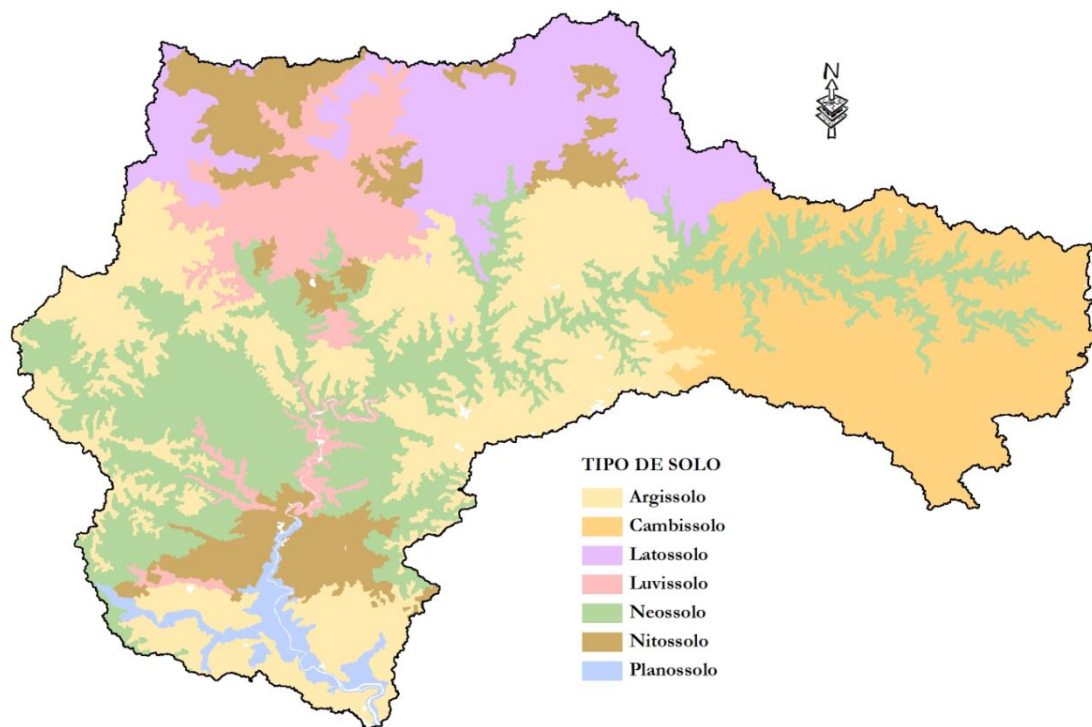 N
TIPO DE SOLO
Argissolo
Cambissolo
Latossolo
Luvissolo
Neossolo
Nitossolo
Planossolo